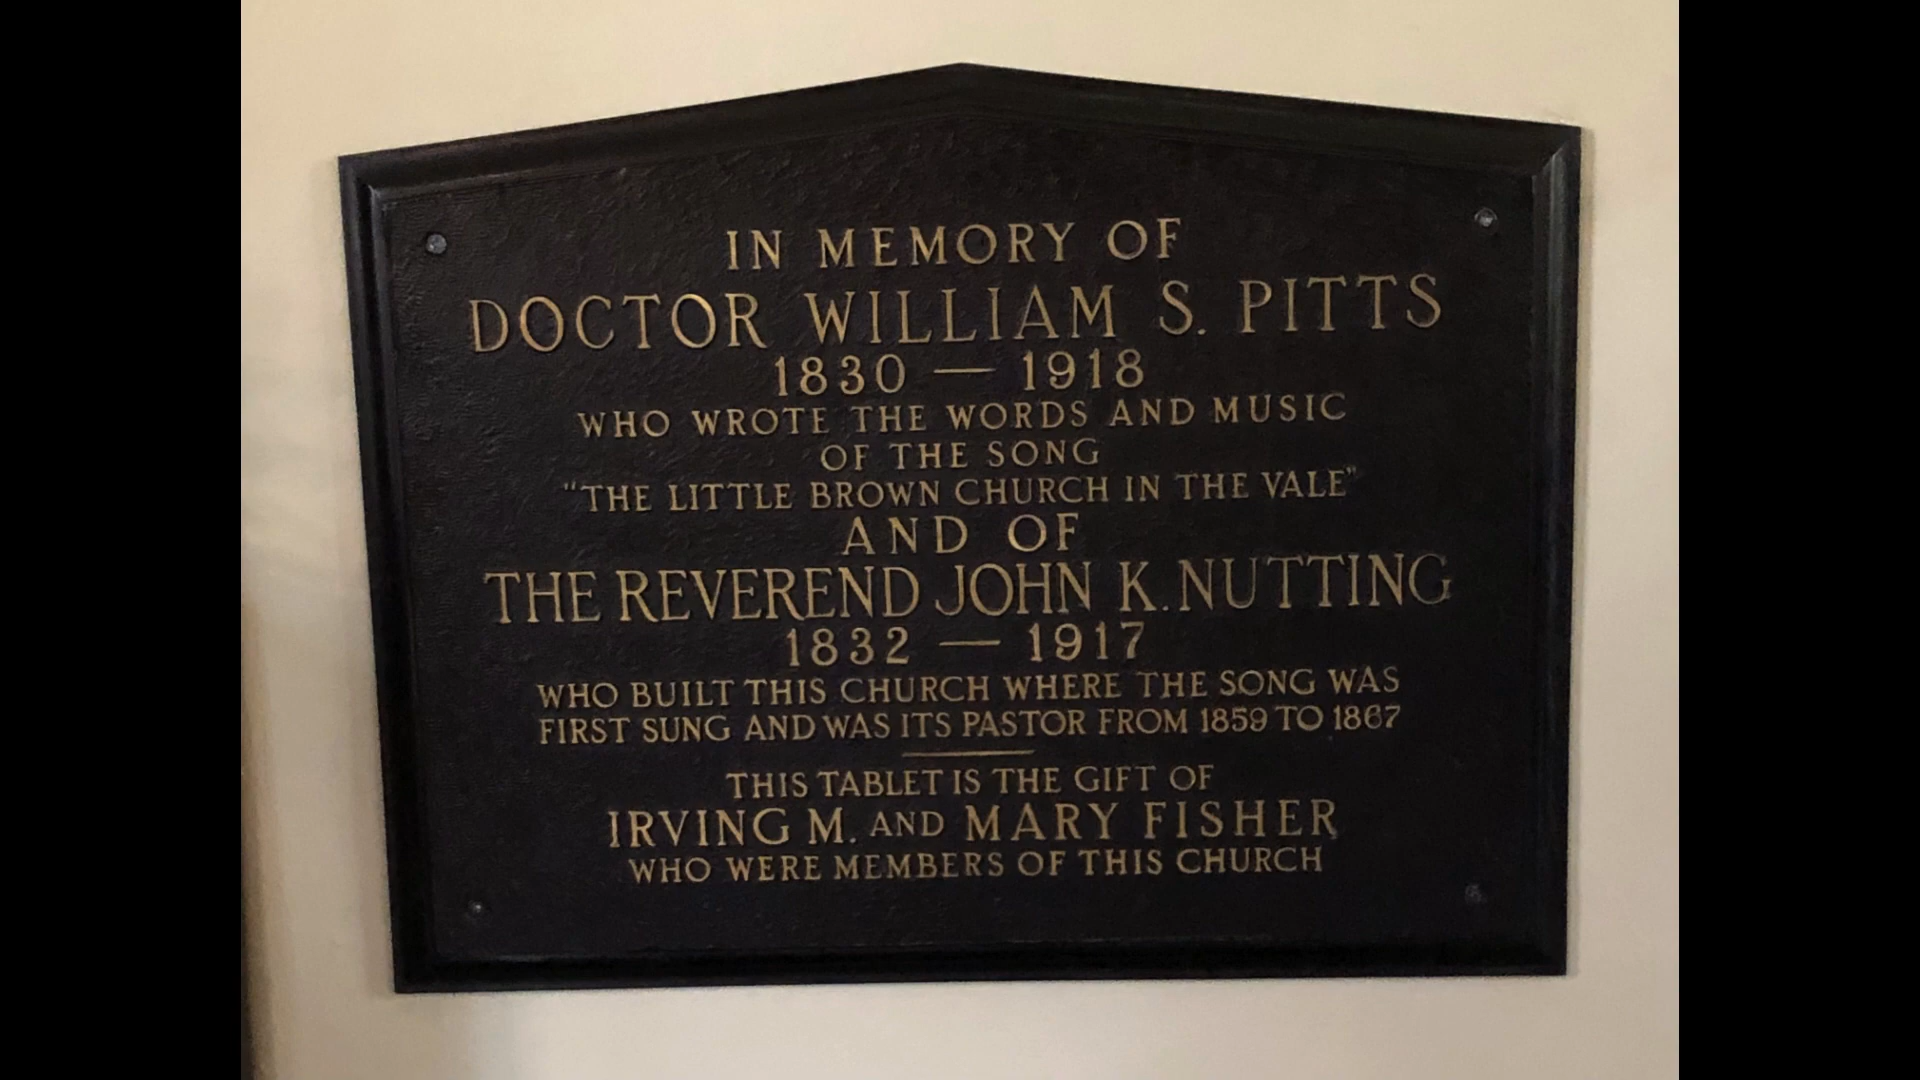 IN MEMORY OF
DOCTOR WILLIAM S. PITTS
1830 — 1918
WHO WROTE THE WORDS AND MUSIC
OF THE SONG
"THE LITTLE BROWN CHURCH IN THE VALE"
AND OF
THE REVEREND JOHN K. NUTTING
1832 — 1917
WHO BUILT THIS CHURCH WHERE THE SONG WAS
FIRST SUNG AND WAS ITS PASTOR FROM 1859 TO 1867
THIS TABLET IS THE GIFT OF
IRVING M. AND MARY FISHER
WHO WERE MEMBERS OF THIS CHURCH